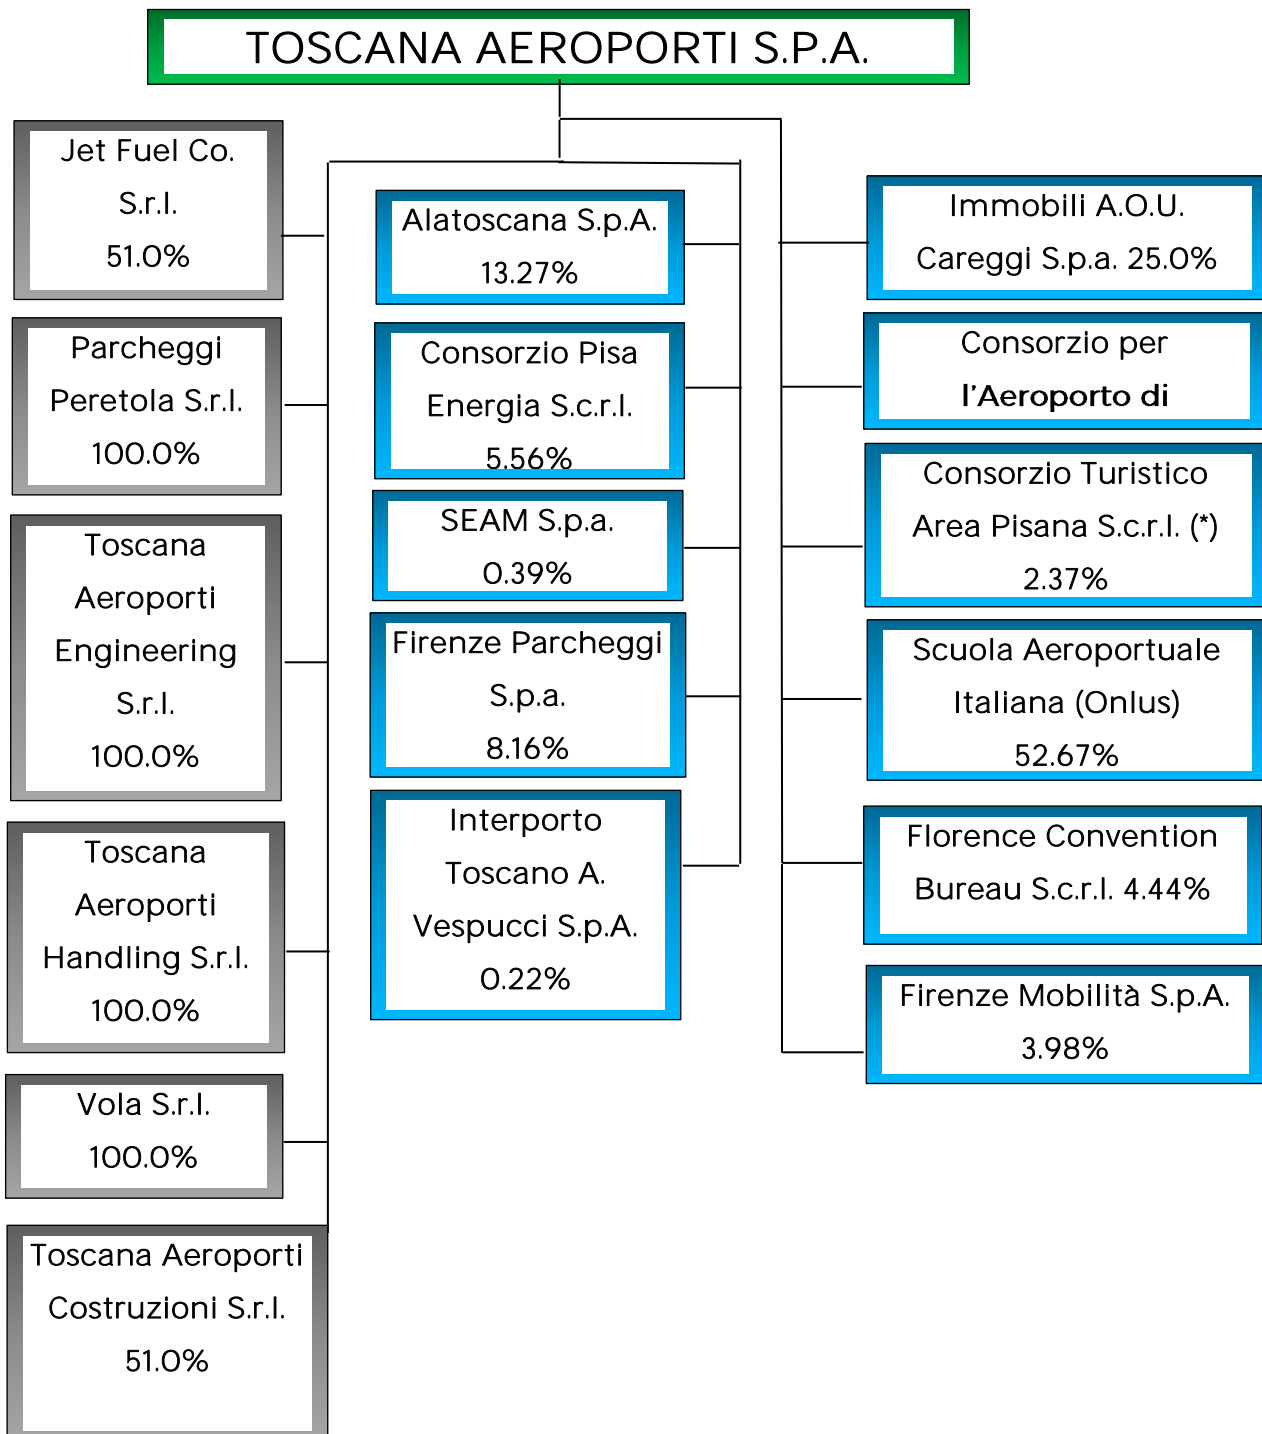 TOSCANA AEROPORTI S.P.A.
Jet Fuel Co.
S.r.l.
51.0%
Parcheggi
Peretola S.r.l.
100.0%
Toscana
Aeroporti
Engineering
S.r.l.
100.0%
Toscana
Aeroporti
Handling S.r.l.
100.0%
Vola S.r.l.
100.0%
Toscana Aeroporti
Costruzioni S.r.l.
51.0%
Alatoscana S.p.A.
13.27%
Consorzio Pisa
Energia S.c.r.l.
5.56%
SEAM S.p.a.
0.39%
Firenze Parcheggi
S.p.a.
8.16%
Interporto
Toscano A.
Vespucci S.p.A.
0.22%
Immobili A.O.U.
Careggi S.p.a. 25.0%
Consorzio per
l’Aeroporto di
Consorzio Turistico
Area Pisana S.c.r.l. (*)
2.37%
Scuola Aeroportuale
Italiana (Onlus)
52.67%
Florence Convention
Bureau S.c.r.l. 4.44%
Firenze Mobilità S.p.A.
3.98%